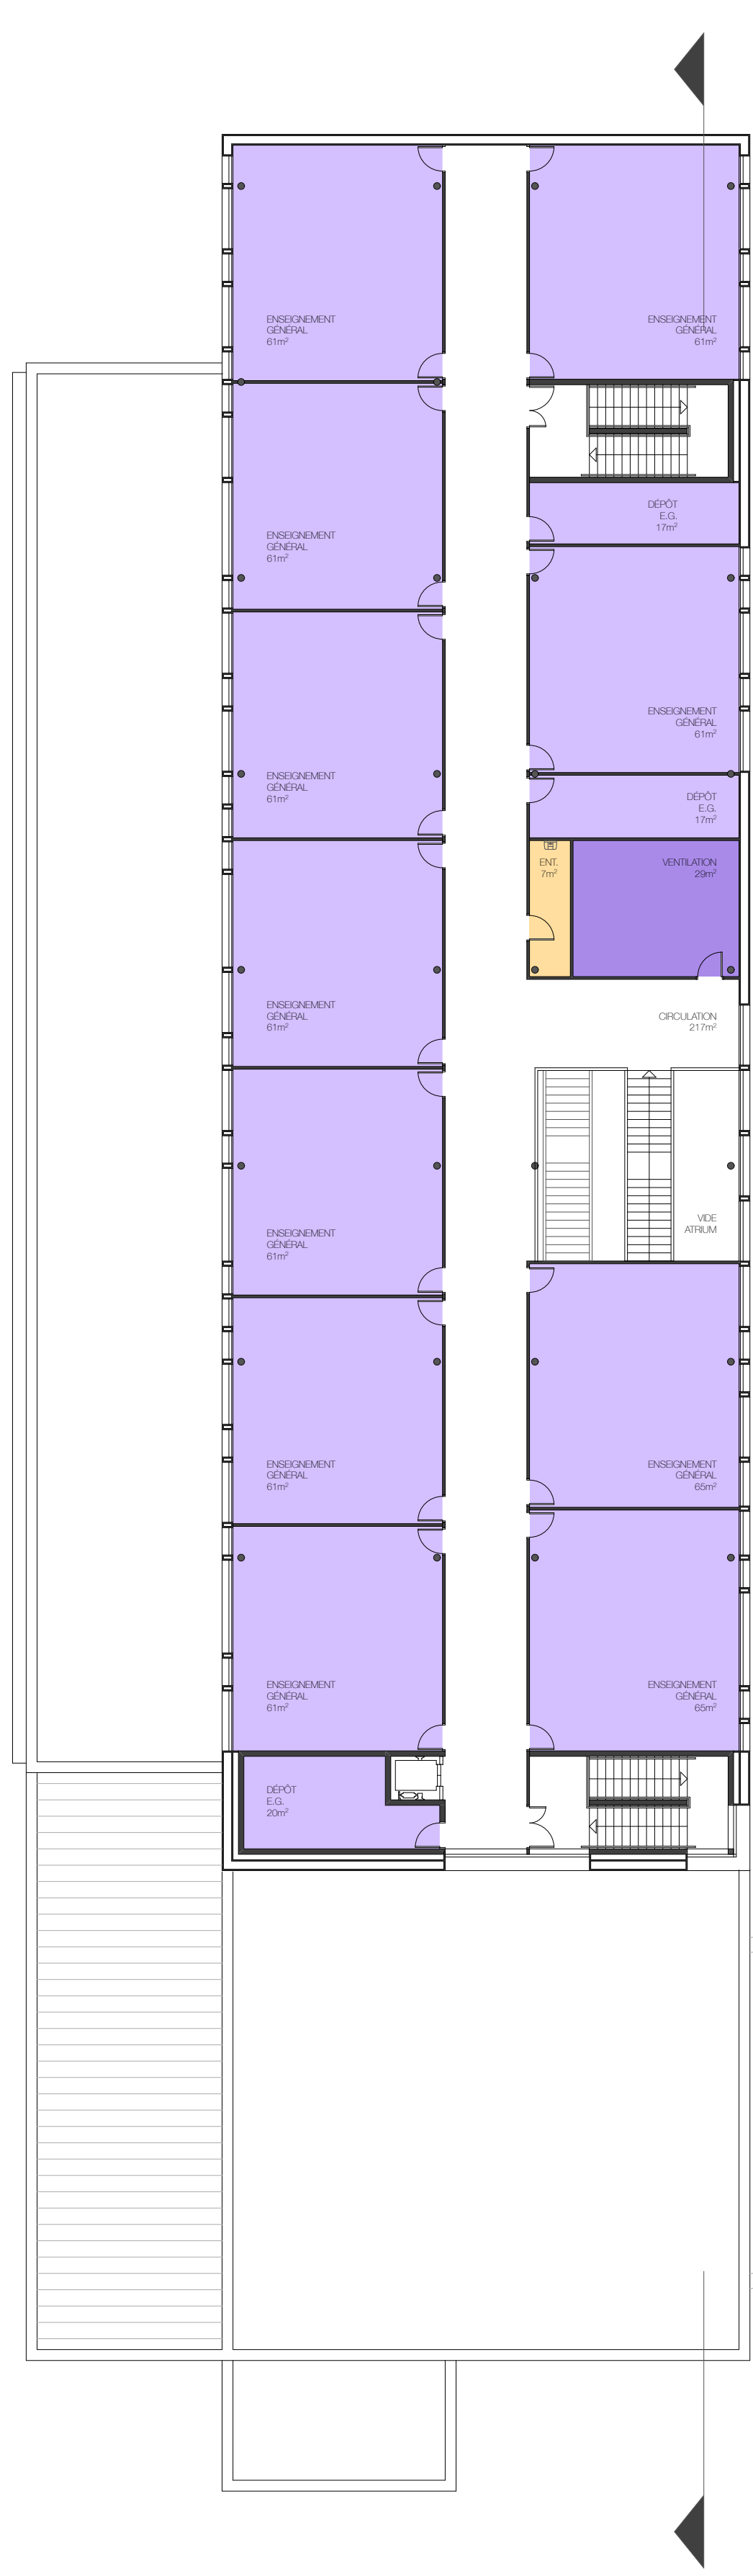 ENSEIGNEMENT
GÉNÉRAL
61m²
ENSEIGNEMENT
GÉNÉRAL
61m²
DÉPÔT
E.G.
17m²
ENSEIGNEMENT
GÉNÉRAL
61m²
ENSEIGNEMENT
GÉNÉRAL
61m²
ENSEIGNEMENT
GÉNÉRAL
61m²
DÉPÔT
E.G.
17m²
ENT.
7m²
VENTILATION
29m²
ENSEIGNEMENT
GÉNÉRAL
61m²
CIRCULATION
217m²
VIDE
ATRIUM
ENSEIGNEMENT
GÉNÉRAL
61m²
ENSEIGNEMENT
GÉNÉRAL
61m²
ENSEIGNEMENT
GÉNÉRAL
65m²
ENSEIGNEMENT
GÉNÉRAL
61m²
ENSEIGNEMENT
GÉNÉRAL
65m²
DÉPÔT
E.G.
20m²